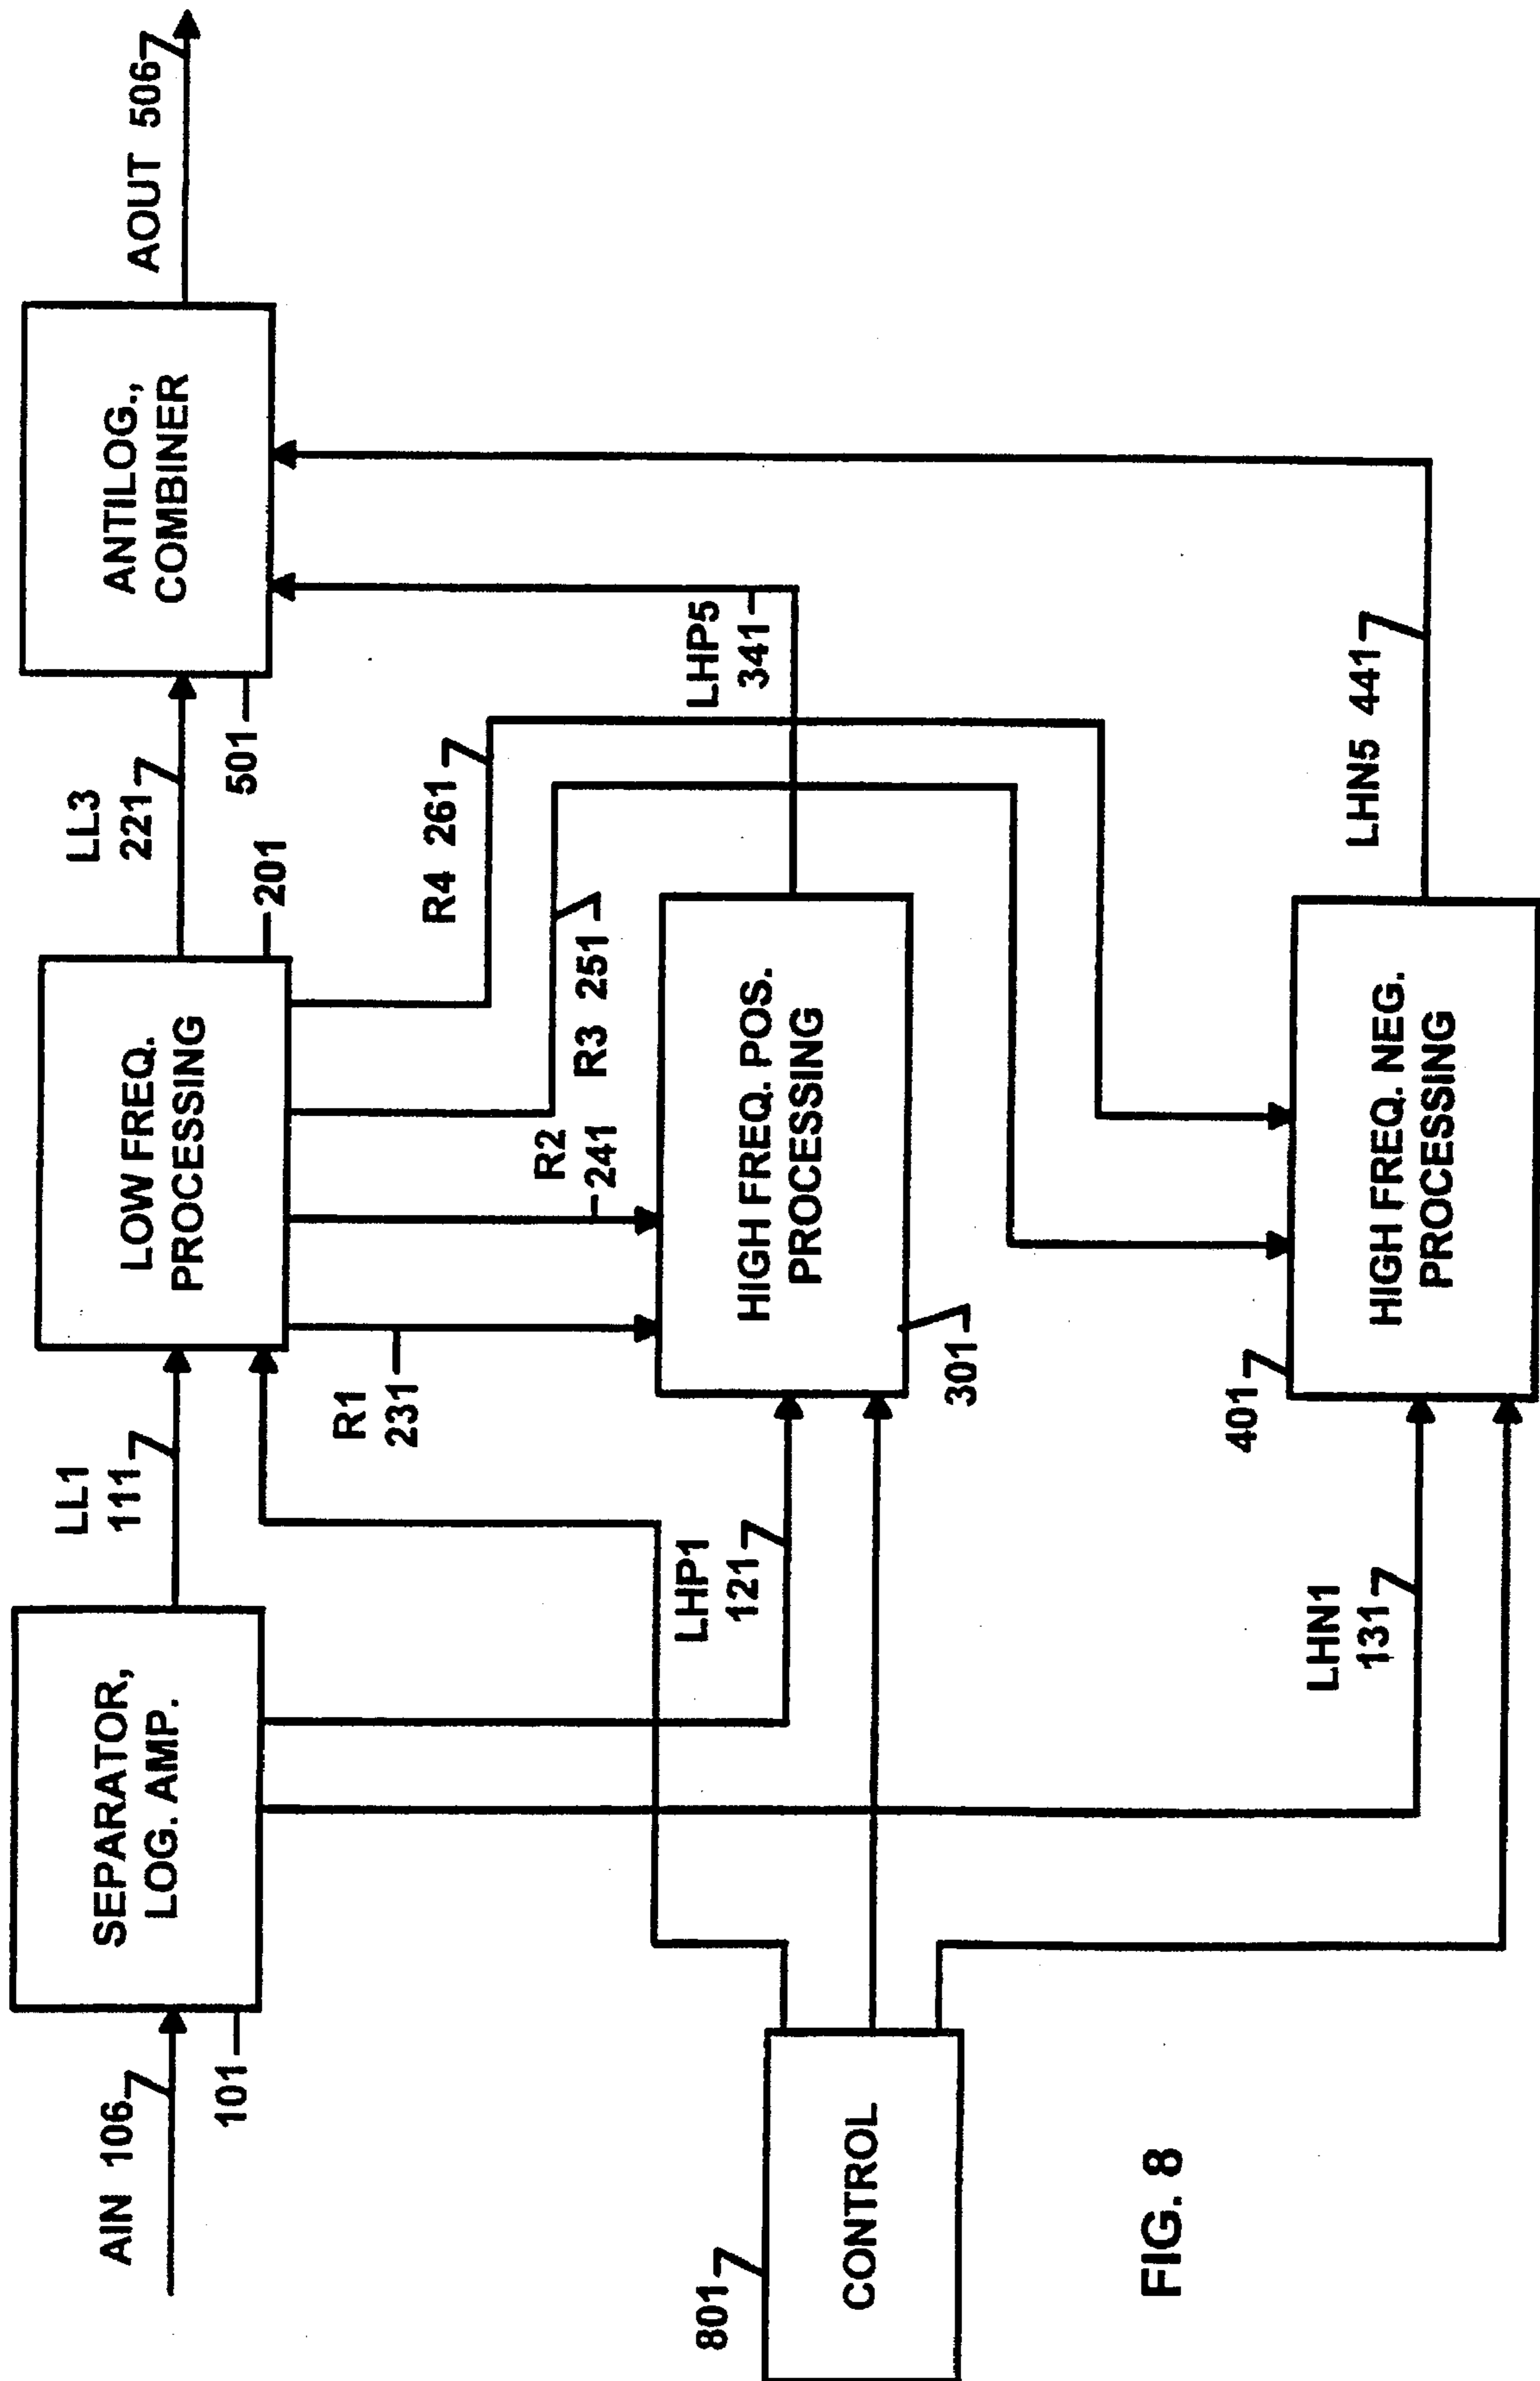 AIN 106
SEPARATOR,
LOG. AMP.
101
LL1
111
LOW FREQ.
PROCESSING
201
LL3
221
ANTILOG.,
COMBINER
501
AOUT 506
R1
231
R2
241
R3 251
R4 261
LHP1
121
HIGH FREQ. POS.
PROCESSING
301
LHP5
341
801
CONTROL
LHN1
131
401
HIGH FREQ. NEG.
PROCESSING
LHN5 441
FIG. 8